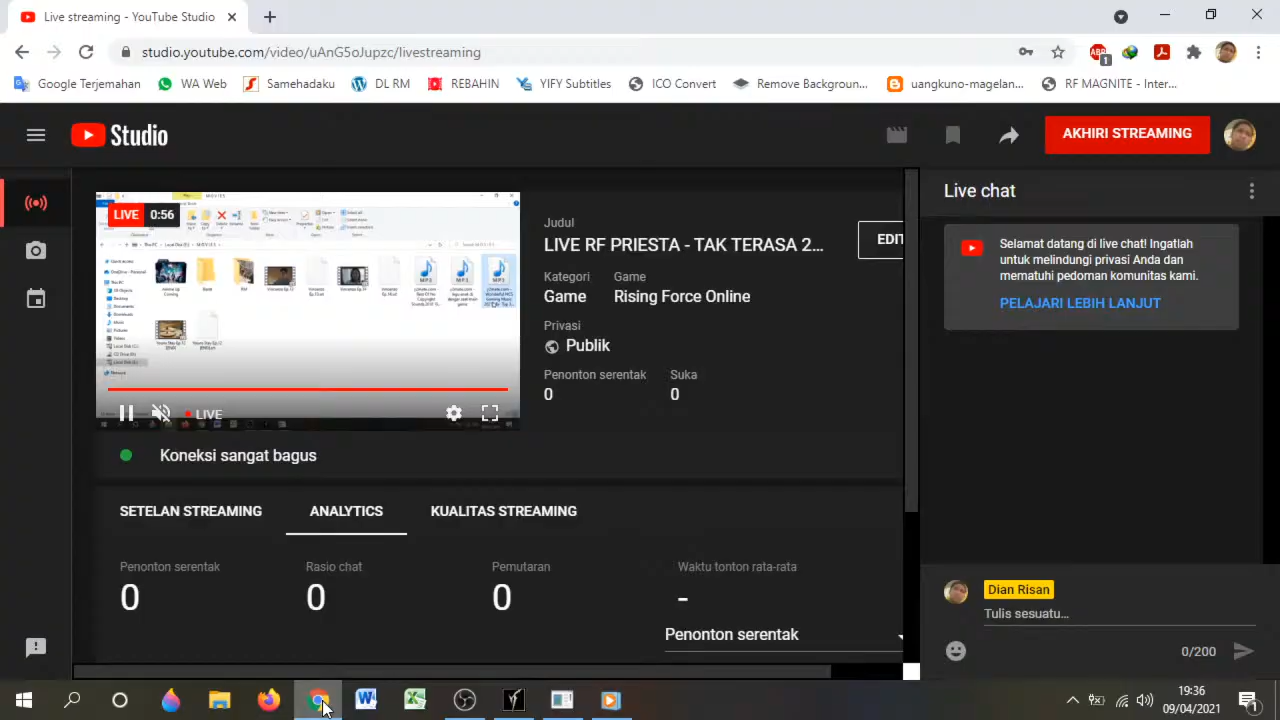 Live streaming - YouTube Studio
studio.youtube.com/video/uAnG5oJupzc/livestreaming
1
Google Terjemahan
WA Web
Samehadaku
DL RM
REBAHIN
YIFY Subtitles
ICO Convert
Remove Backgroun...
uangkuno-magelan...
RF MAGNITE - Inter...
Studio
AKHIRI STREAMING
LIVE 0:56
LIVE
Judul
IVE RF PRIESTA - TAK TERASA 2...
EDIT
Kategori
Game
me
Rising Force Online
ivasi
Publik
Penonton serentak
Suka
0
0
Koneksi sangat bagus
SETELAN STREAMING
ANALYTICS
KUALITAS STREAMING
Penonton serentak
Rasio chat
Pemutaran
Waktu tonton rata-rata
0
0
0
-
Penonton serentak
Live chat
Selamat datang di live chat! Ingatlah
untuk melindungi privasi Anda dan
mematuhi pedoman komunitas kami.
PELAJARI LEBIH LANJUT
Dian Risan
Tulis sesuatu...
0/200
19:36
09/04/2021
1